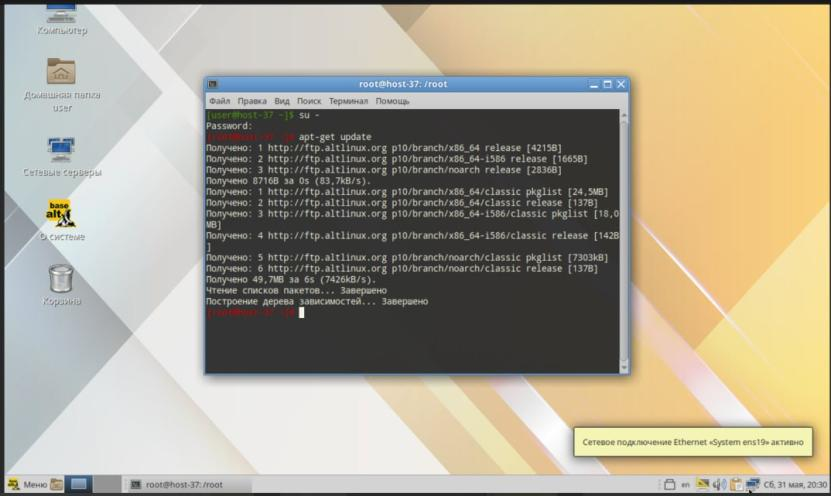 Компьютер
Домашняя папка
user
Сетевые серверы
base
alt
О системе
Корзина
root@host-37: /root
Файл Правка Вид Поиск Терминал Помощь
[user@host-37 ~]$ su -
Password:
[root@host-37 ~]# apt-get update
Получено: 1 http://ftp.altlinux.org p10/branch/x86_64 release [4215B]
Получено: 2 http://ftp.altlinux.org p10/branch/x86_64-i586 release [1665B]
Получено: 3 http://ftp.altlinux.org p10/branch/noarch release [2836B]
Получено 8716B за 0s (83,7kB/s).
Получено: 1 http://ftp.altlinux.org p10/branch/x86_64/classic pkglist [24,5MB]
Получено: 2 http://ftp.altlinux.org p10/branch/x86_64/classic release [137B]
Получено: 3 http://ftp.altlinux.org p10/branch/x86_64-i586/classic pkglist [18,0
MB]
Получено: 4 http://ftp.altlinux.org p10/branch/x86_64-i586/classic release [142B
]
Получено: 5 http://ftp.altlinux.org p10/branch/noarch/classic pkglist [7303kB]
Получено: 6 http://ftp.altlinux.org p10/branch/noarch/classic release [137B]
Получено 49,7MB за 6s (7426kB/s).
Чтение списков пакетов... Завершено
Построение дерева зависимостей... Завершено
[root@host-37 ~]#
Сетевое подключение Ethernet «System ens19» активно
Меню
root@host-37: /root
en
Сб, 31 мая, 20:30